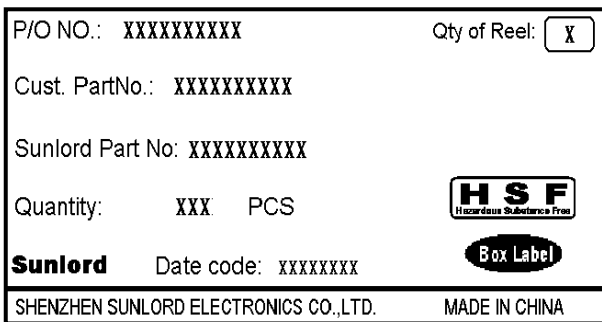 P/O NO.: XXXXXXXXXX Qty of Reel: X
Cust. PartNo.: XXXXXXXXXX
Sunlord Part No: XXXXXXXXXX
Quantity: XXX PCS
HSF
Hazardous Substance Free
Box Label
Sunlord Date code: XXXXXXXX
SHENZHEN SUNLORD ELECTRONICS CO.,LTD. MADE IN CHINA